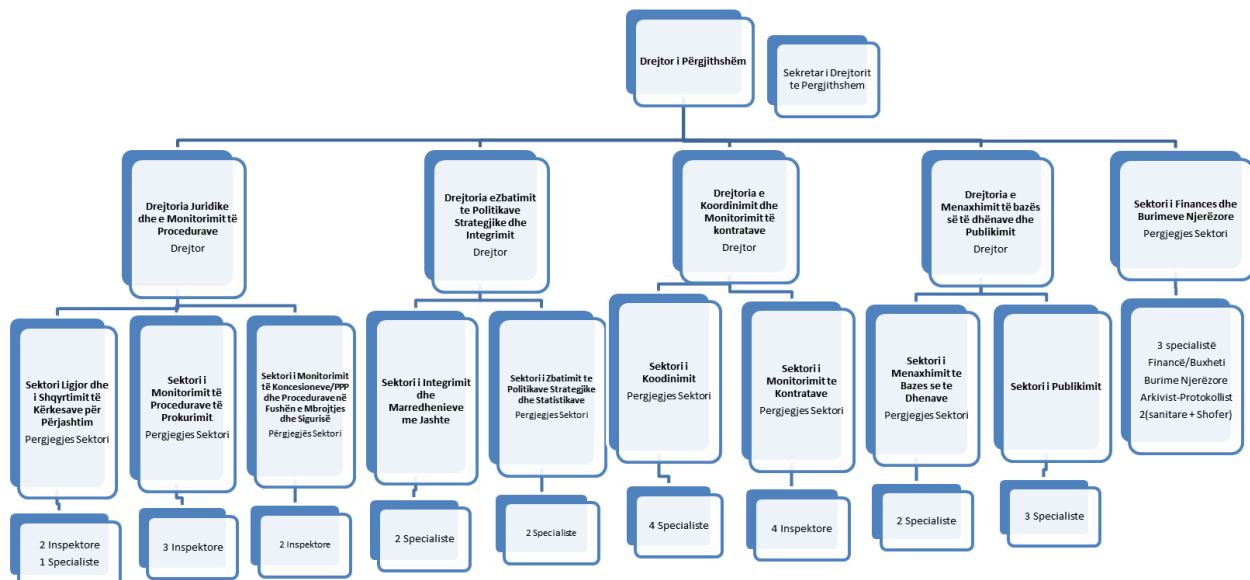 Drejtor i Përgjithshëm
Sekretar i Drejtorit
te Pergjithshem
Drejtoria Juridike
dhe e Monitorimit të
Procedurave
Drejtor
Drejtoria eZbatimit
te Politikave
Strategjike dhe
Integrimit
Drejtor
Drejtoria e
Koordinimit dhe
Monitorimit të
kontratave
Drejtor
Drejtoria e
Menaxhimit të bazës
së të dhënave dhe
Publikimit
Drejtor
Sektori i Finances dhe
Burimeve Njerëzore
Pergjegjes Sektori
Sektori Ligjor dhe
i Shqyrtimit të
Kërkesave për
Përjashtim
Pergjegjes Sektori
Sektori i
Monitorimit të
Procedurave të
Prokurimit
Pergjegjes Sektori
Sektori i Monitorimit
të Koncesioneve/PPP
dhe Procedurave në
Fushën e Mbrojtjes
dhe Sigurisë
Përgjegjës Sektori
Sektori i Integrimit
dhe
Marredhenieve
me Jashte
Pergjegjes Sektori
Sektori i Zbatimit te
Politikave Strategjike
dhe Statistikave
Pergjegjes Sektori
Sektori i
Koodinimit
Pergjegjes Sektori
Sektori i
Monitorimit te
Kontratave
Pergjegjes Sektori
Sektori i
Menaxhimit te
Bazes se te
Dhenave
Pergjegjes Sektori
Sektori i Publikimit
Pergjegjes Sektori
3 specialistë
Financë/Buxheti
Burime Njerëzore
Arkivist-Protokollist
2(sanitare + Shofer)
2 Inspektore
1 Specialiste
3 Inspektore
2 Inspektore
2 Specialiste
2 Specialiste
4 Specialiste
4 Inspektore
2 Specialiste
3 Specialiste